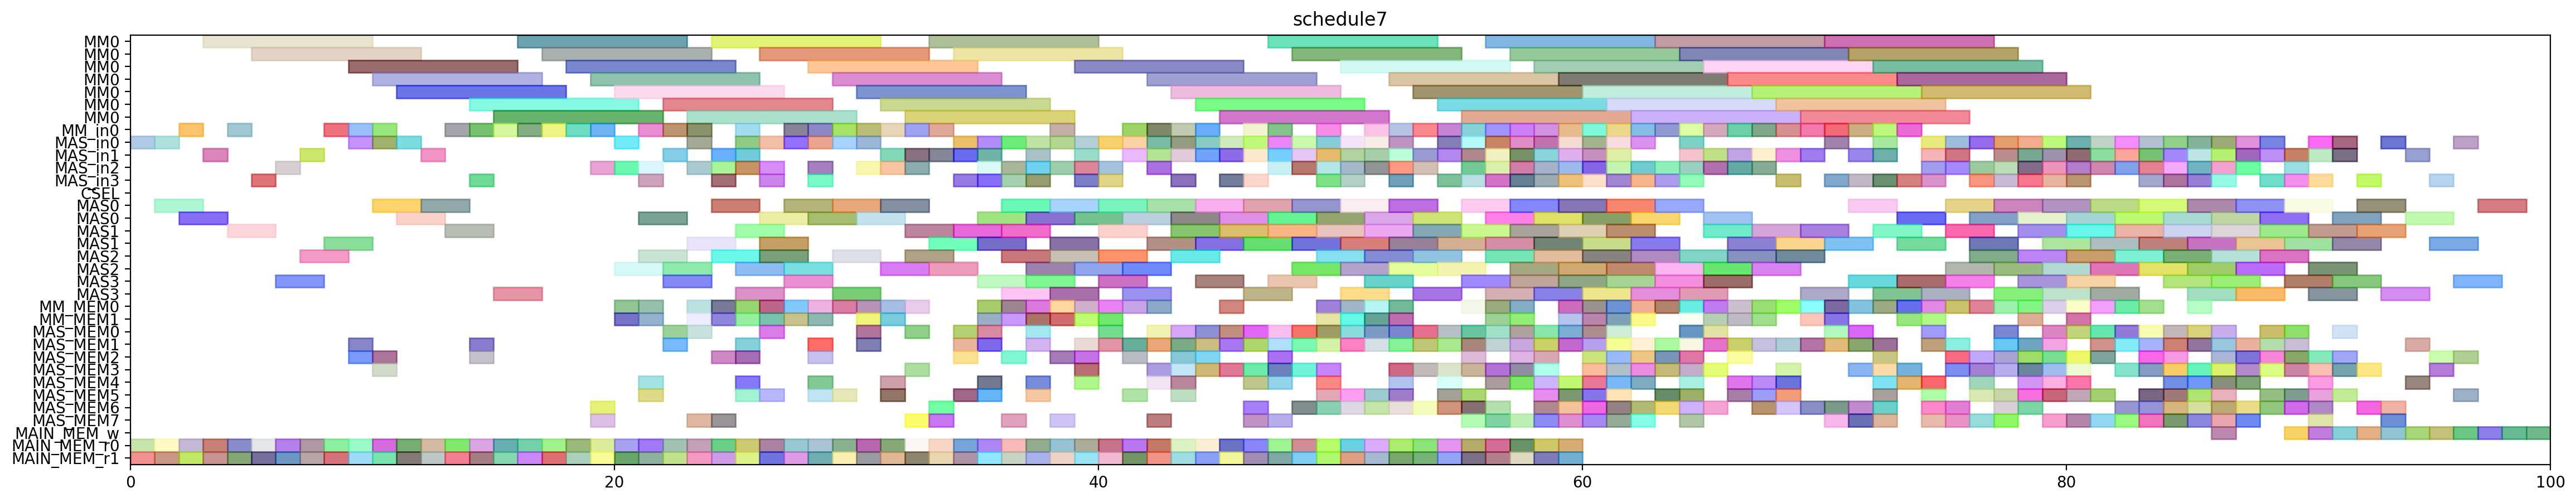 schedule7
MM0
MM0
MM0
MM0
MM0
MM0
MM0
MM_in0
MAS_in0
MAS_in1
MAS_in2
MAS_in3
CSEL
MAS0
MAS0
MAS1
MAS1
MAS2
MAS2
MAS3
MAS3
MM_MEM0
MM_MEM1
MAS_MEM0
MAS_MEM1
MAS_MEM2
MAS_MEM3
MAS_MEM4
MAS_MEM5
MAS_MEM6
MAS_MEM7
MAIN_MEM_w
MAIN_MEM_r0
MAIN_MEM_r1
0 20 40 60 80 100